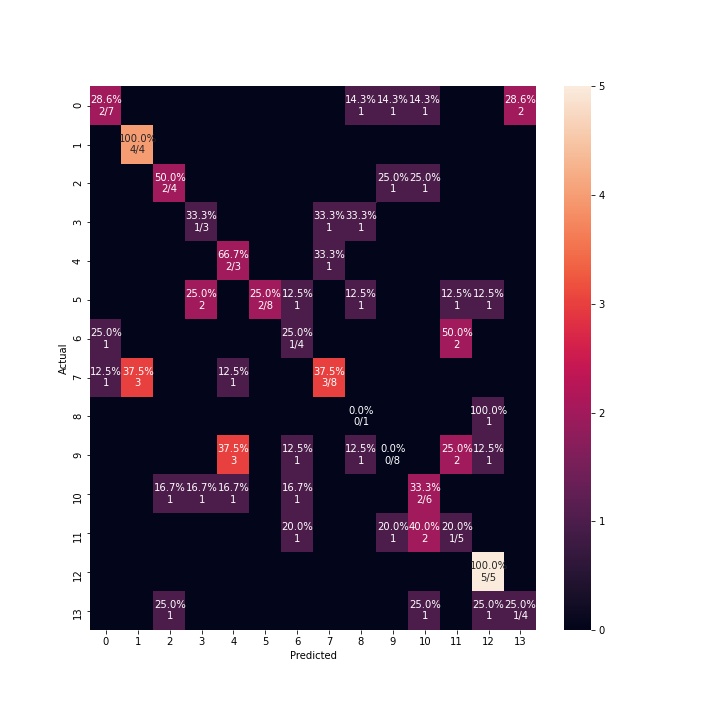 28.6% 14.3% 14.3% 14.3% 28.6%
0 2/7 1 1 1 2
100.0%
1 4/4
50.0% 25.0% 25.0%
2 2/4 1 1
33.3% 33.3% 33.3%
3 1/3 1 1
66.7% 33.3%
4 2/3 1
25.0% 25.0% 12.5% 12.5% 12.5% 12.5%
5 2 2/8 1 1 1 1
25.0% 25.0% 50.0%
6 1 1/4 2
12.5% 37.5% 12.5% 37.5%
7 1 3 1 3/8
0.0% 100.0%
8 0/1 1
37.5% 12.5% 12.5% 0.0% 25.0% 12.5%
9 3 1 1 0/8 2 1
16.7% 16.7% 16.7% 16.7% 33.3%
10 1 1 1 1 2/6
20.0% 20.0% 40.0% 20.0%
11 1 1 2 1/5
100.0%
12 5/5
25.0% 25.0% 25.0% 25.0%
13 1 1 1 1/4
0 1 2 3 4 5 6 7 8 9 10 11 12 13
Predicted
Actual
5
4
3
2
1
0